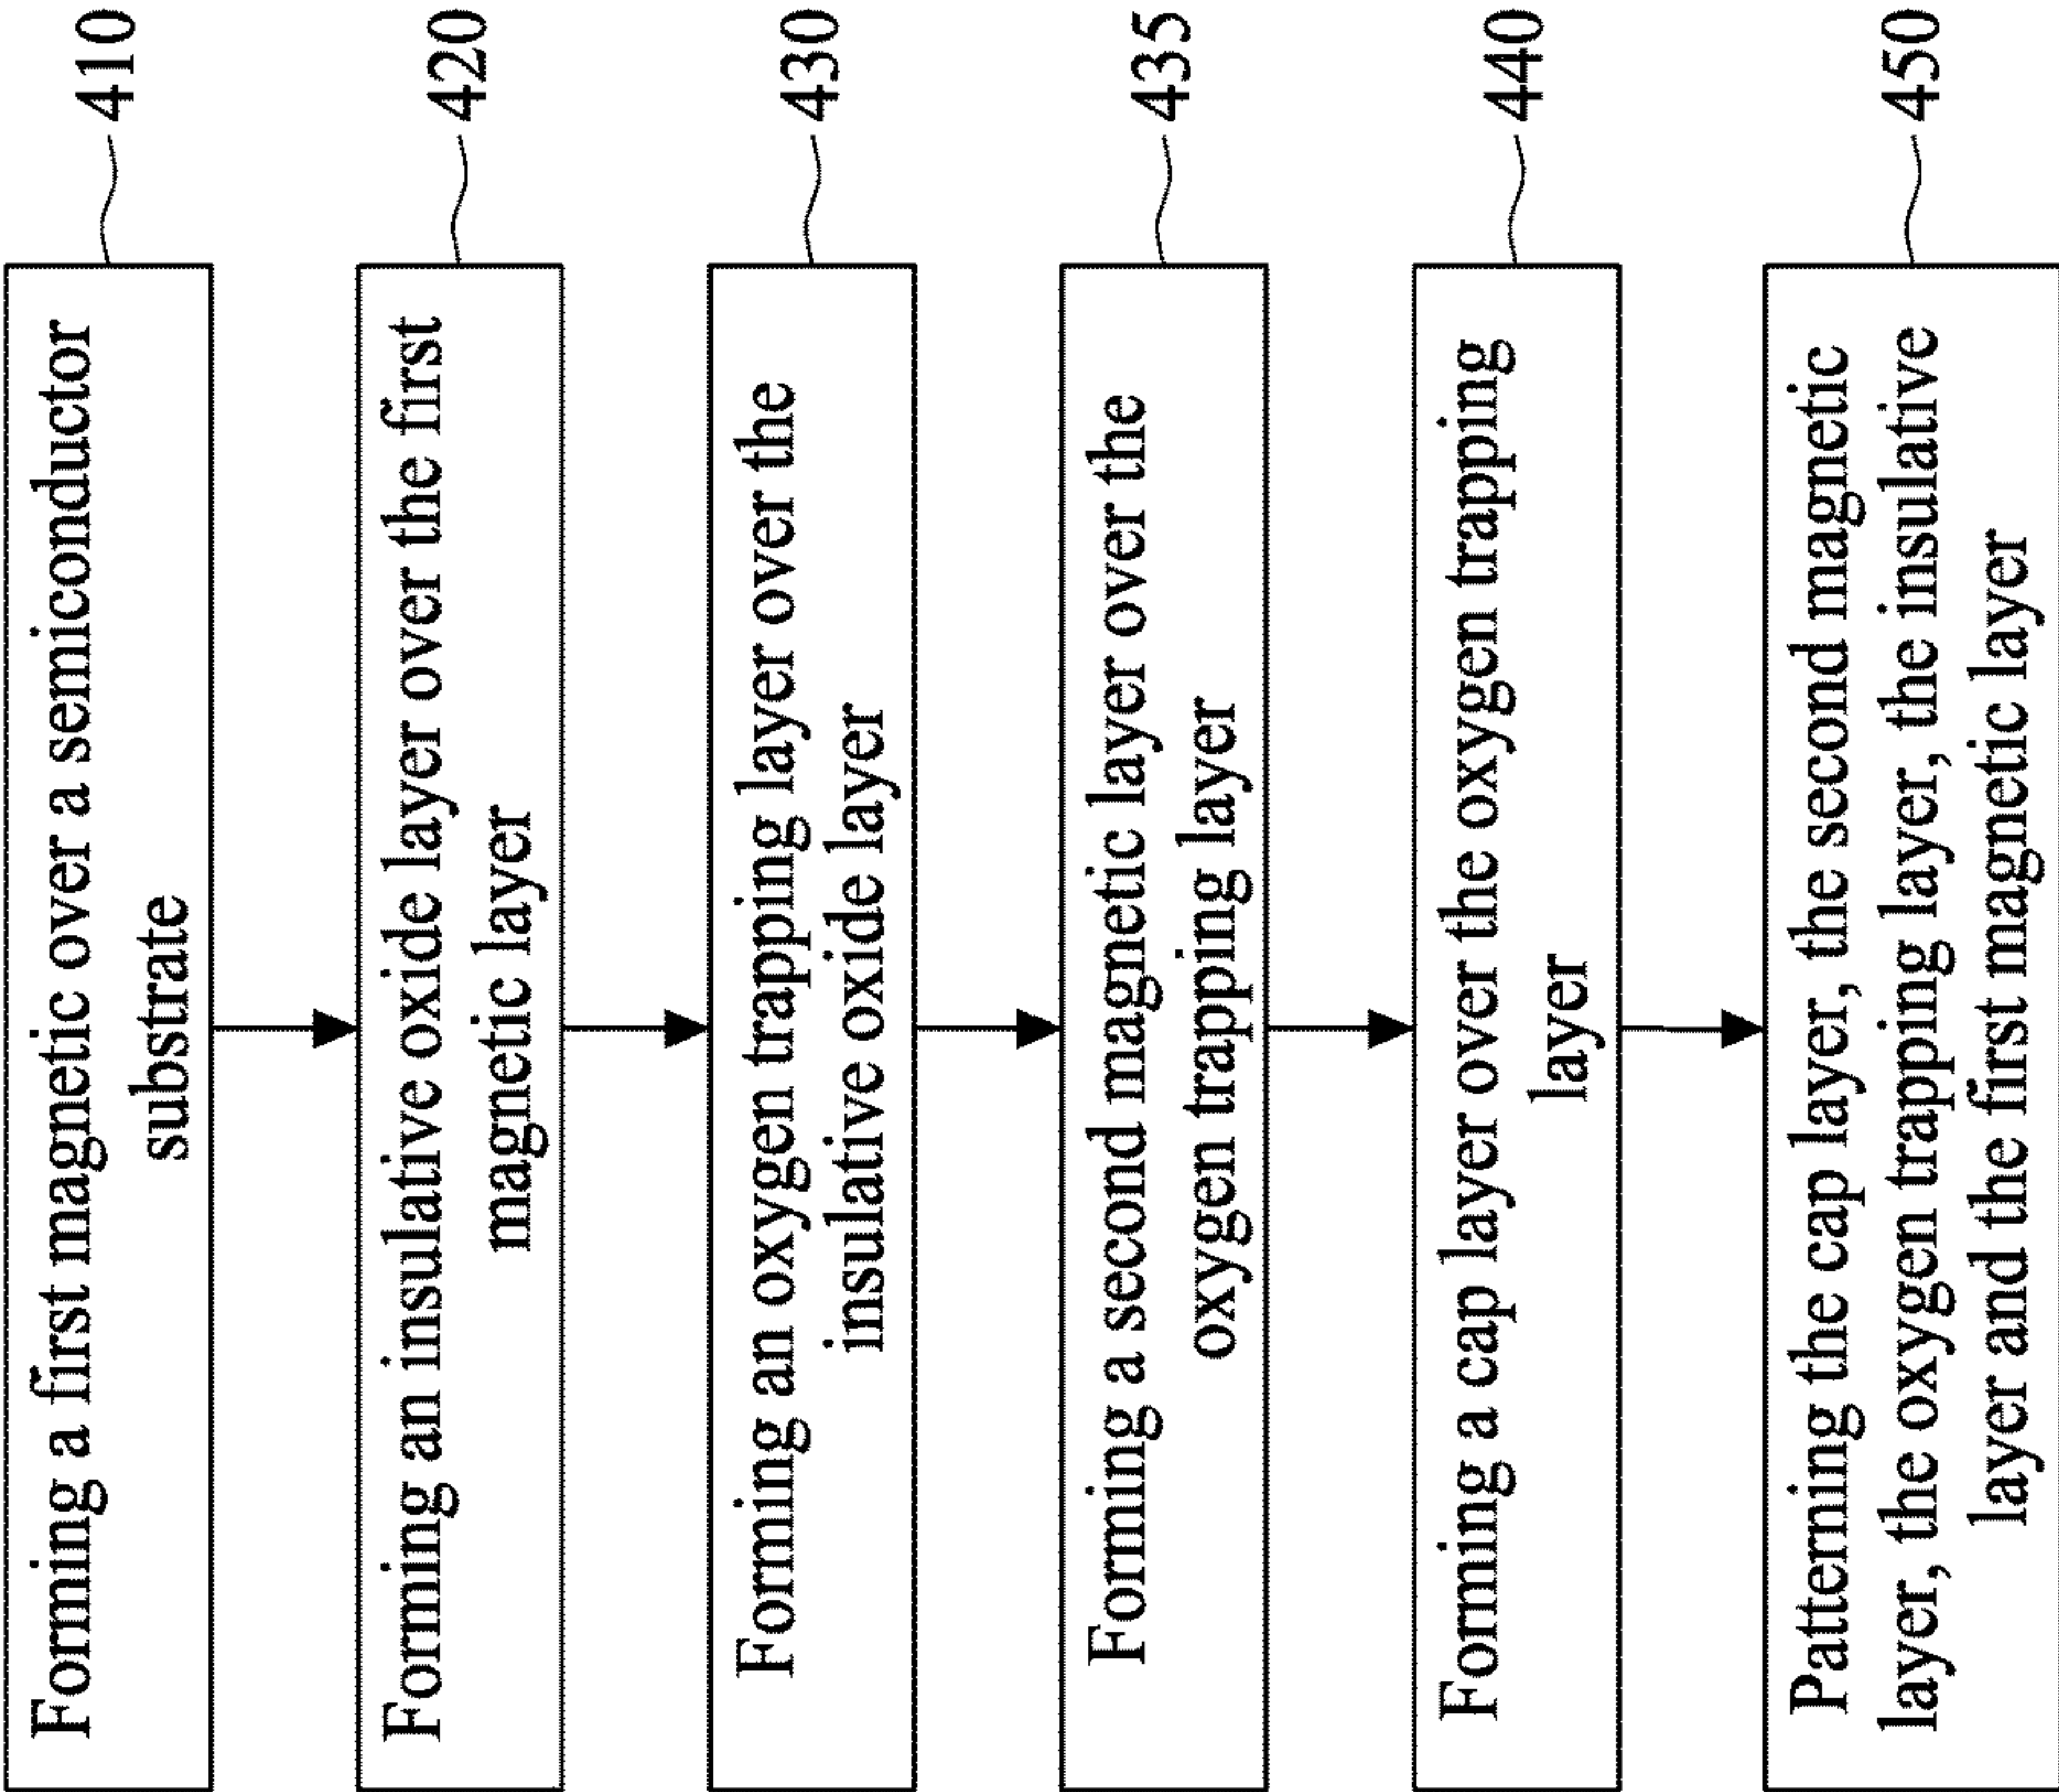 Forming a first magnetic over a semiconductor
substrate
410
Forming an insulative oxide layer over the first
magnetic layer
420
Forming an oxygen trapping layer over the
insulative oxide layer
430
Forming a second magnetic layer over the
oxygen trapping layer
435
Forming a cap layer over the oxygen trapping
layer
440
Patterning the cap layer, the second magnetic
layer, the oxygen trapping layer, the insulative
layer and the first magnetic layer
450